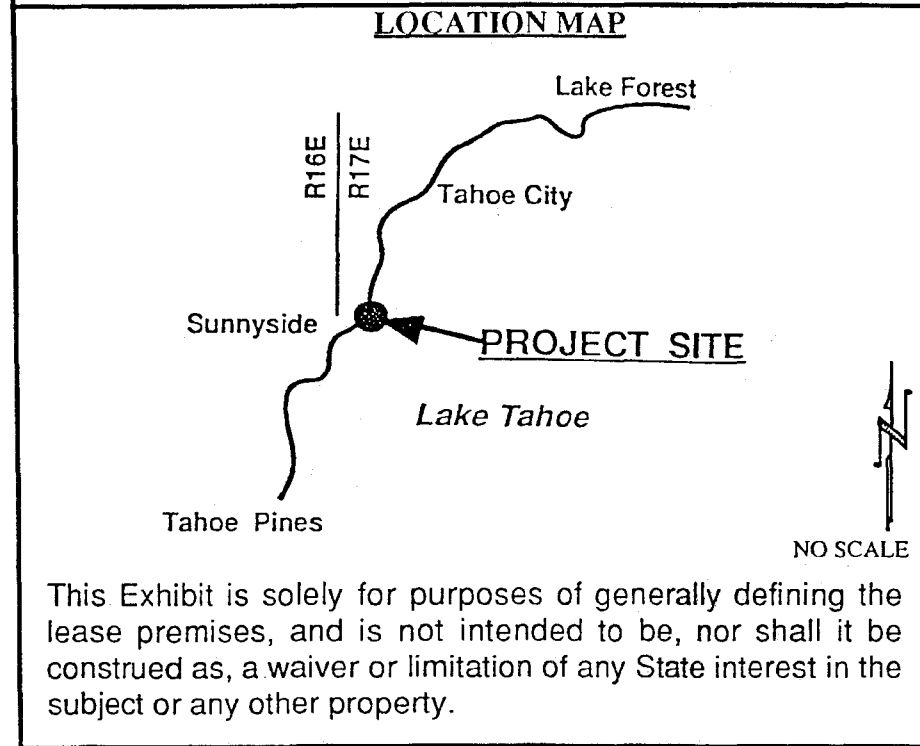 LOCATION MAP
Lake Forest
R16E
R17E
Tahoe City
Sunnyside
PROJECT SITE
Lake Tahoe
N
Tahoe Pines
NO SCALE
This Exhibit is solely for purposes of generally defining the
lease premises, and is not intended to be, nor shall it be
construed as, a waiver or limitation of any State interest in the
subject or any other property.